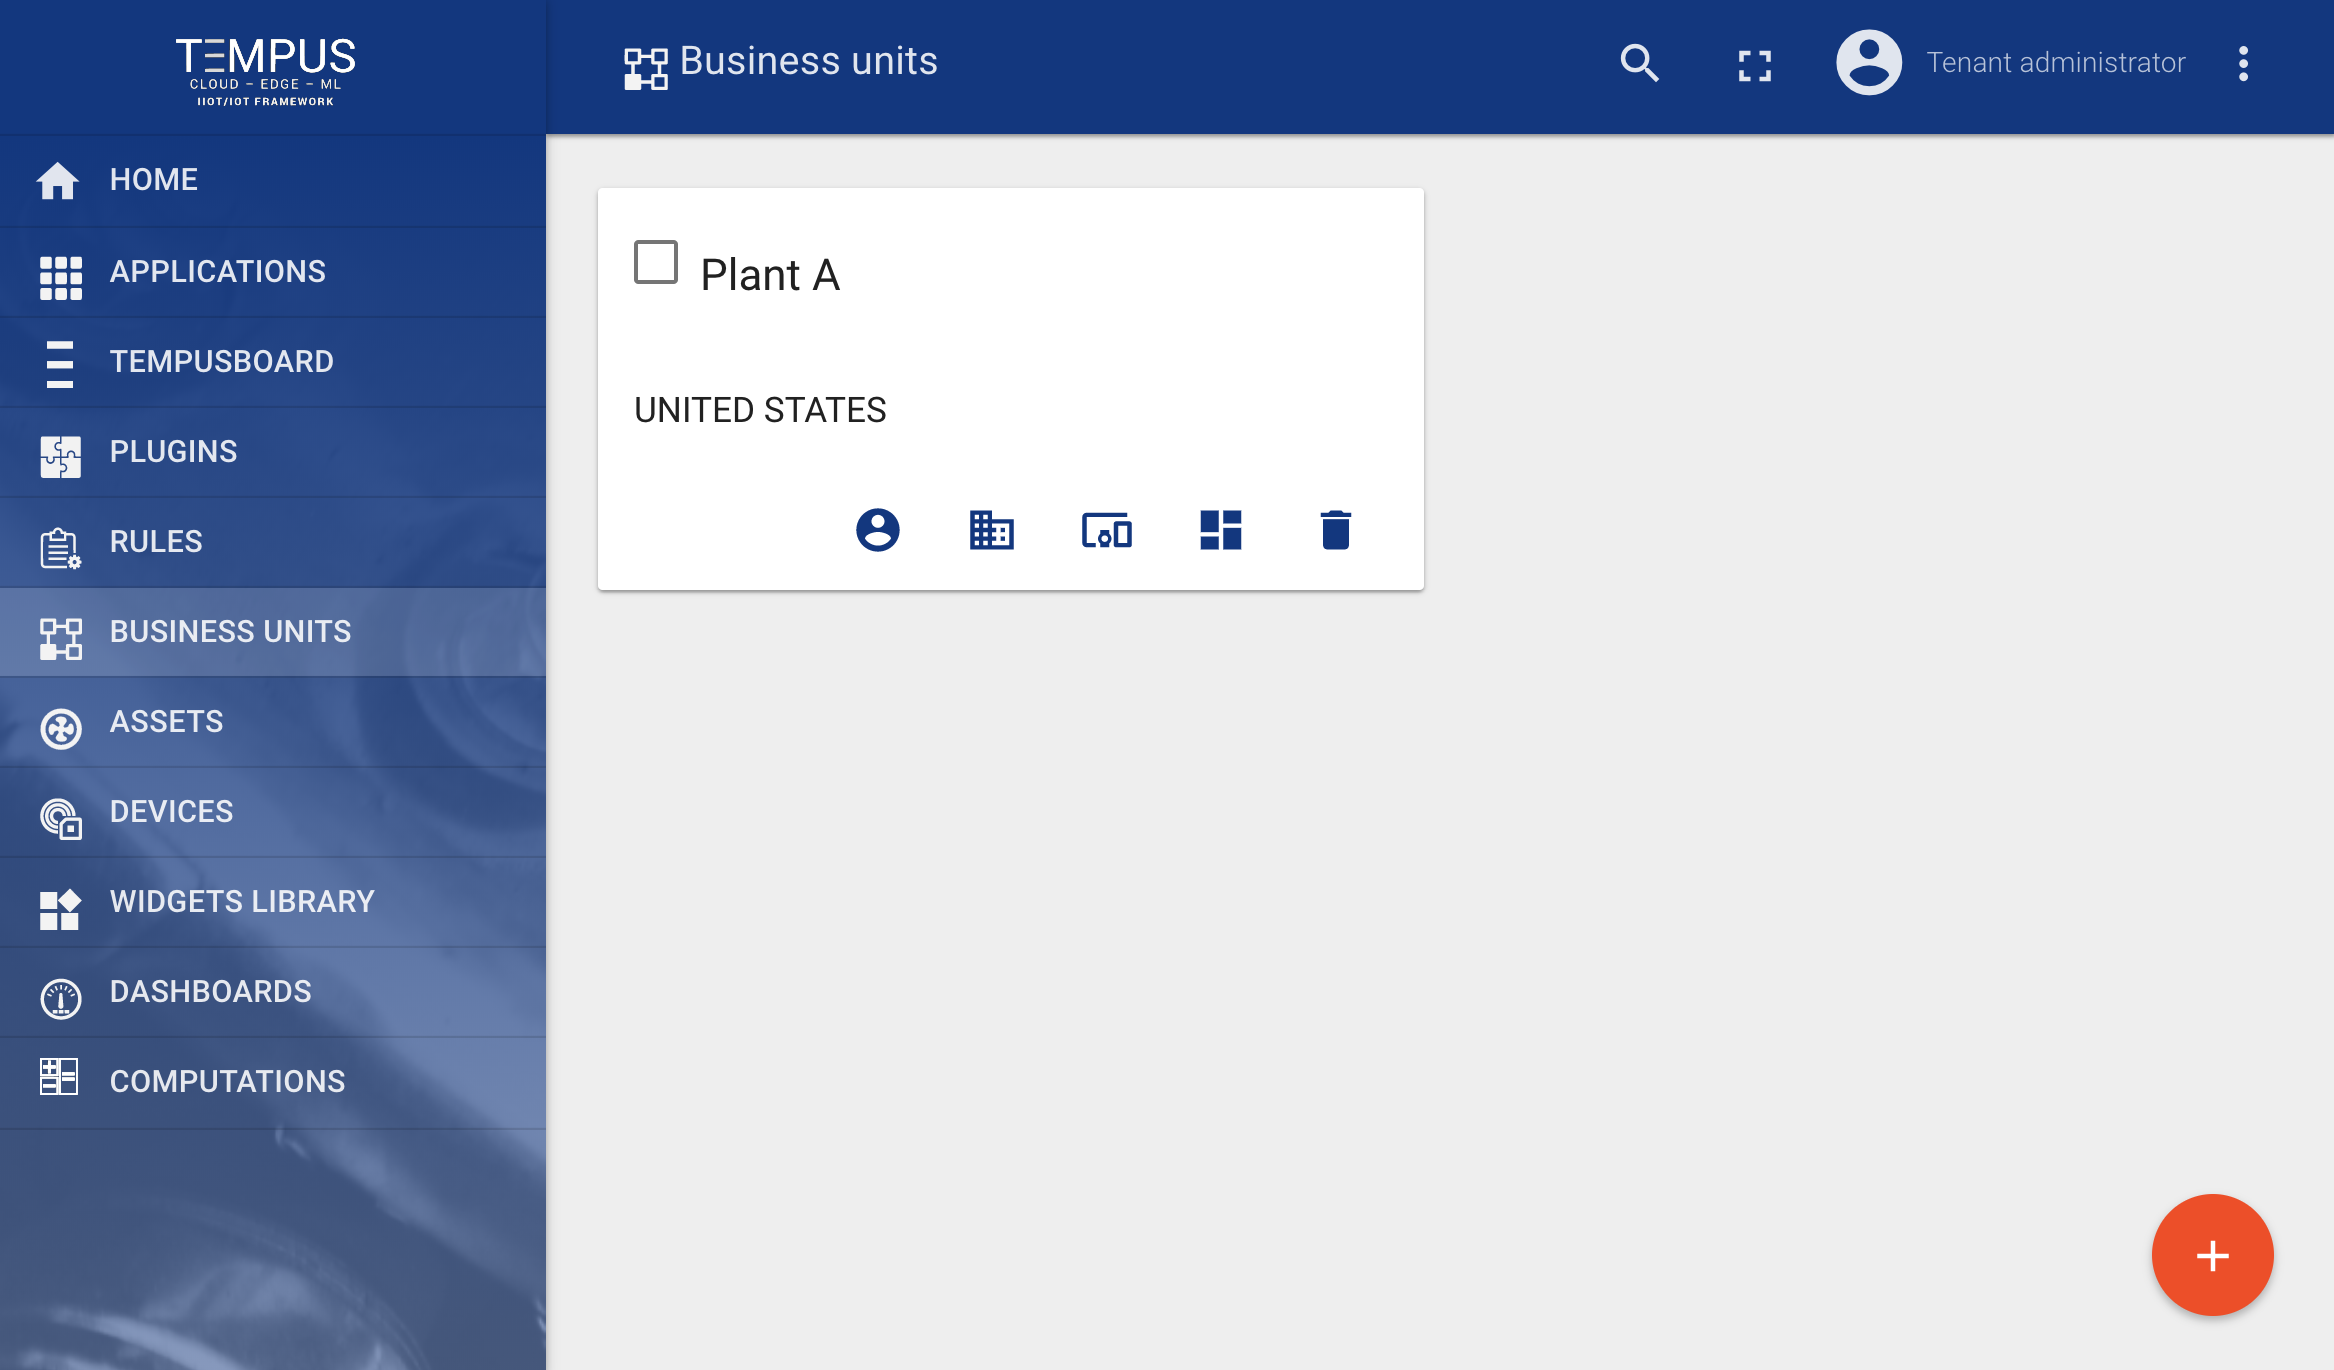 TEMPUS
CLOUD – EDGE – ML
IIOT/IOT FRAMEWORK
Business units
Tenant administrator
HOME
APPLICATIONS
TEMPUSBOARD
PLUGINS
RULES
BUSINESS UNITS
ASSETS
DEVICES
WIDGETS LIBRARY
DASHBOARDS
COMPUTATIONS
Plant A
UNITED STATES